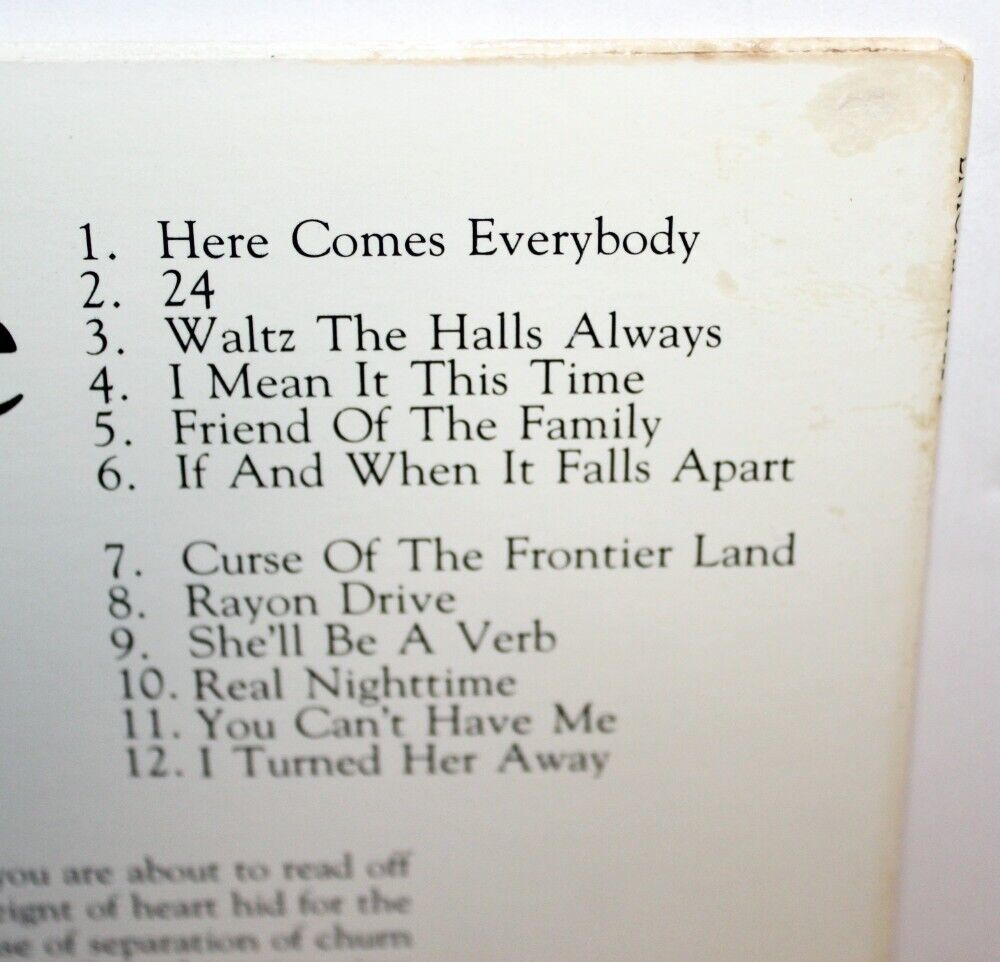 1. Here Comes Everybody
2. 24
3. Waltz The Halls Always
4. I Mean It This Time
5. Friend Of The Family
6. If And When It Falls Apart
7. Curse Of The Frontier Land
8. Rayon Drive
9. She'll Be A Verb
10. Real Nighttime
11. You Can't Have Me
12. I Turned Her Away
you are about to read off
eignt of heart hid for the
of separation of churn